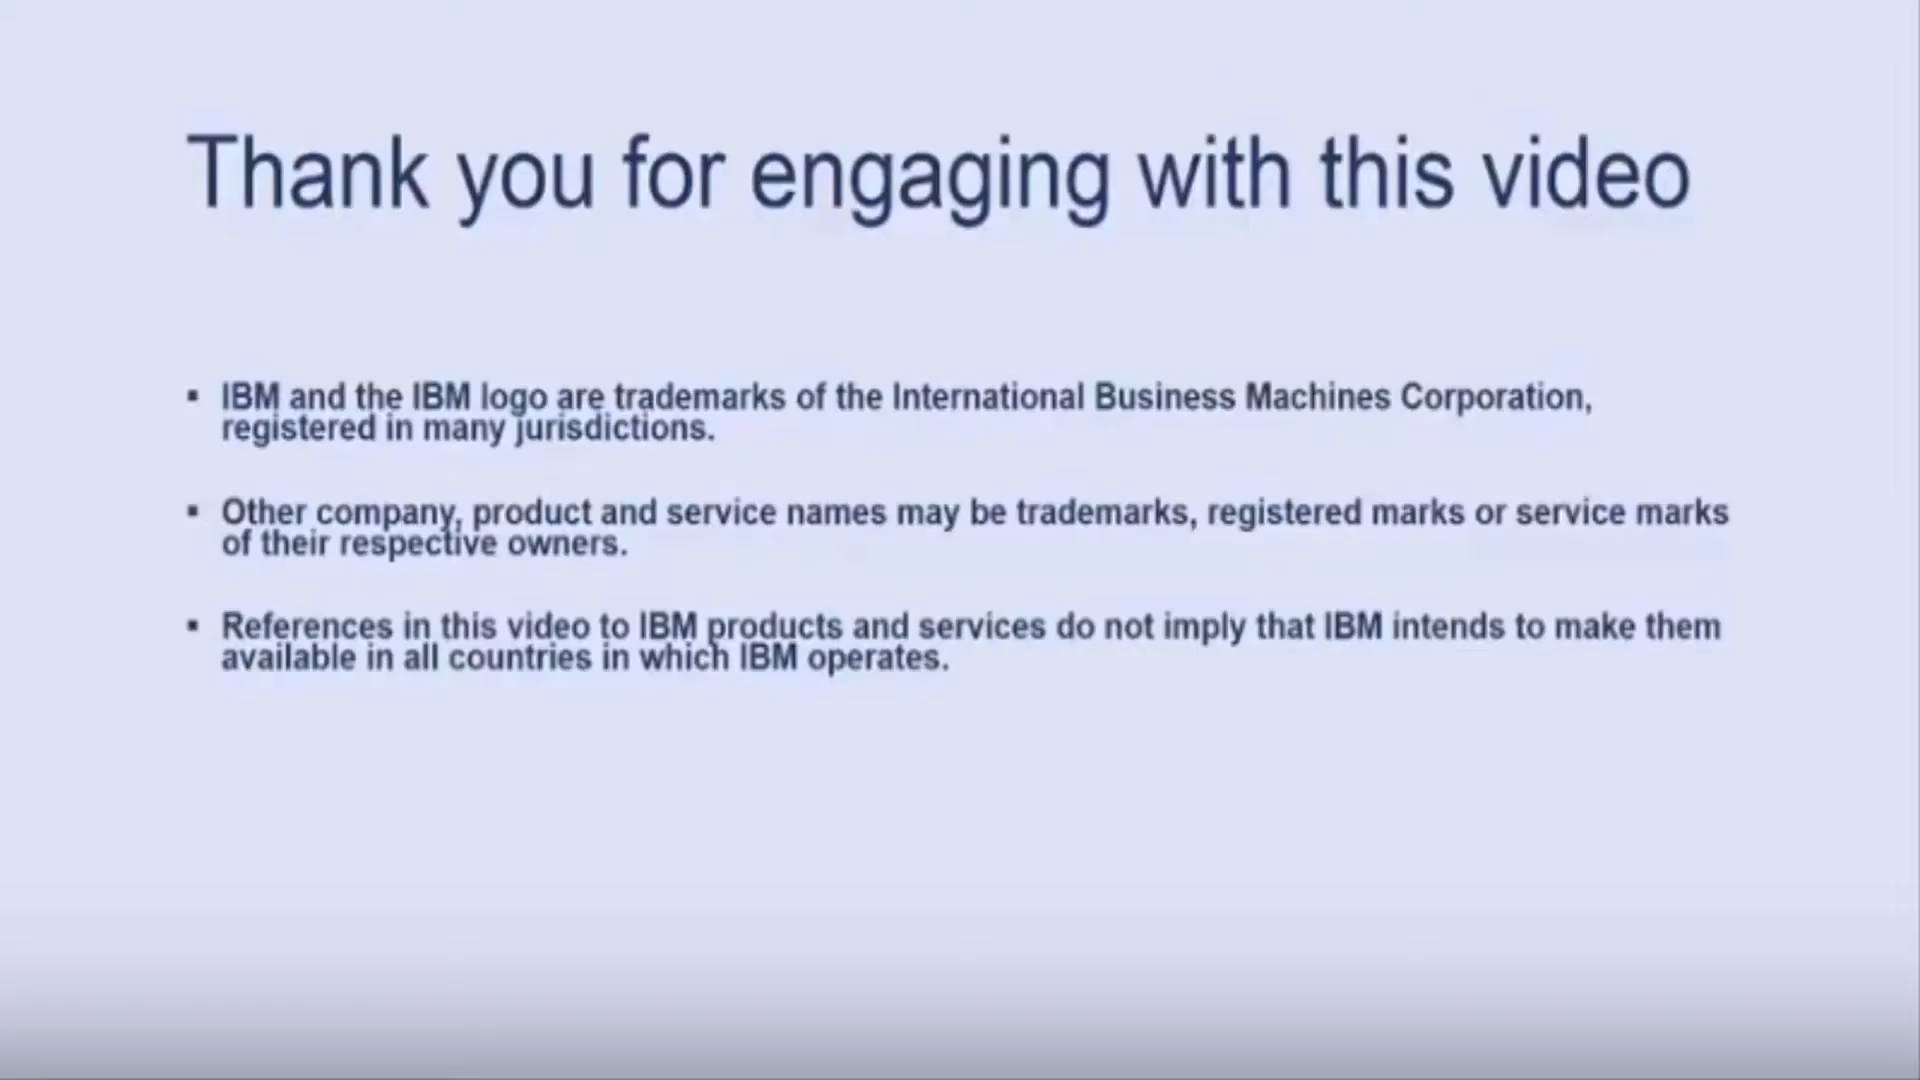 Thank you for engaging with this video
▪ IBM and the IBM logo are trademarks of the International Business Machines Corporation,
registered in many jurisdictions.
▪ Other company, product and service names may be trademarks, registered marks or service marks
of their respective owners.
▪ References in this video to IBM products and services do not imply that IBM intends to make them
available in all countries in which IBM operates.